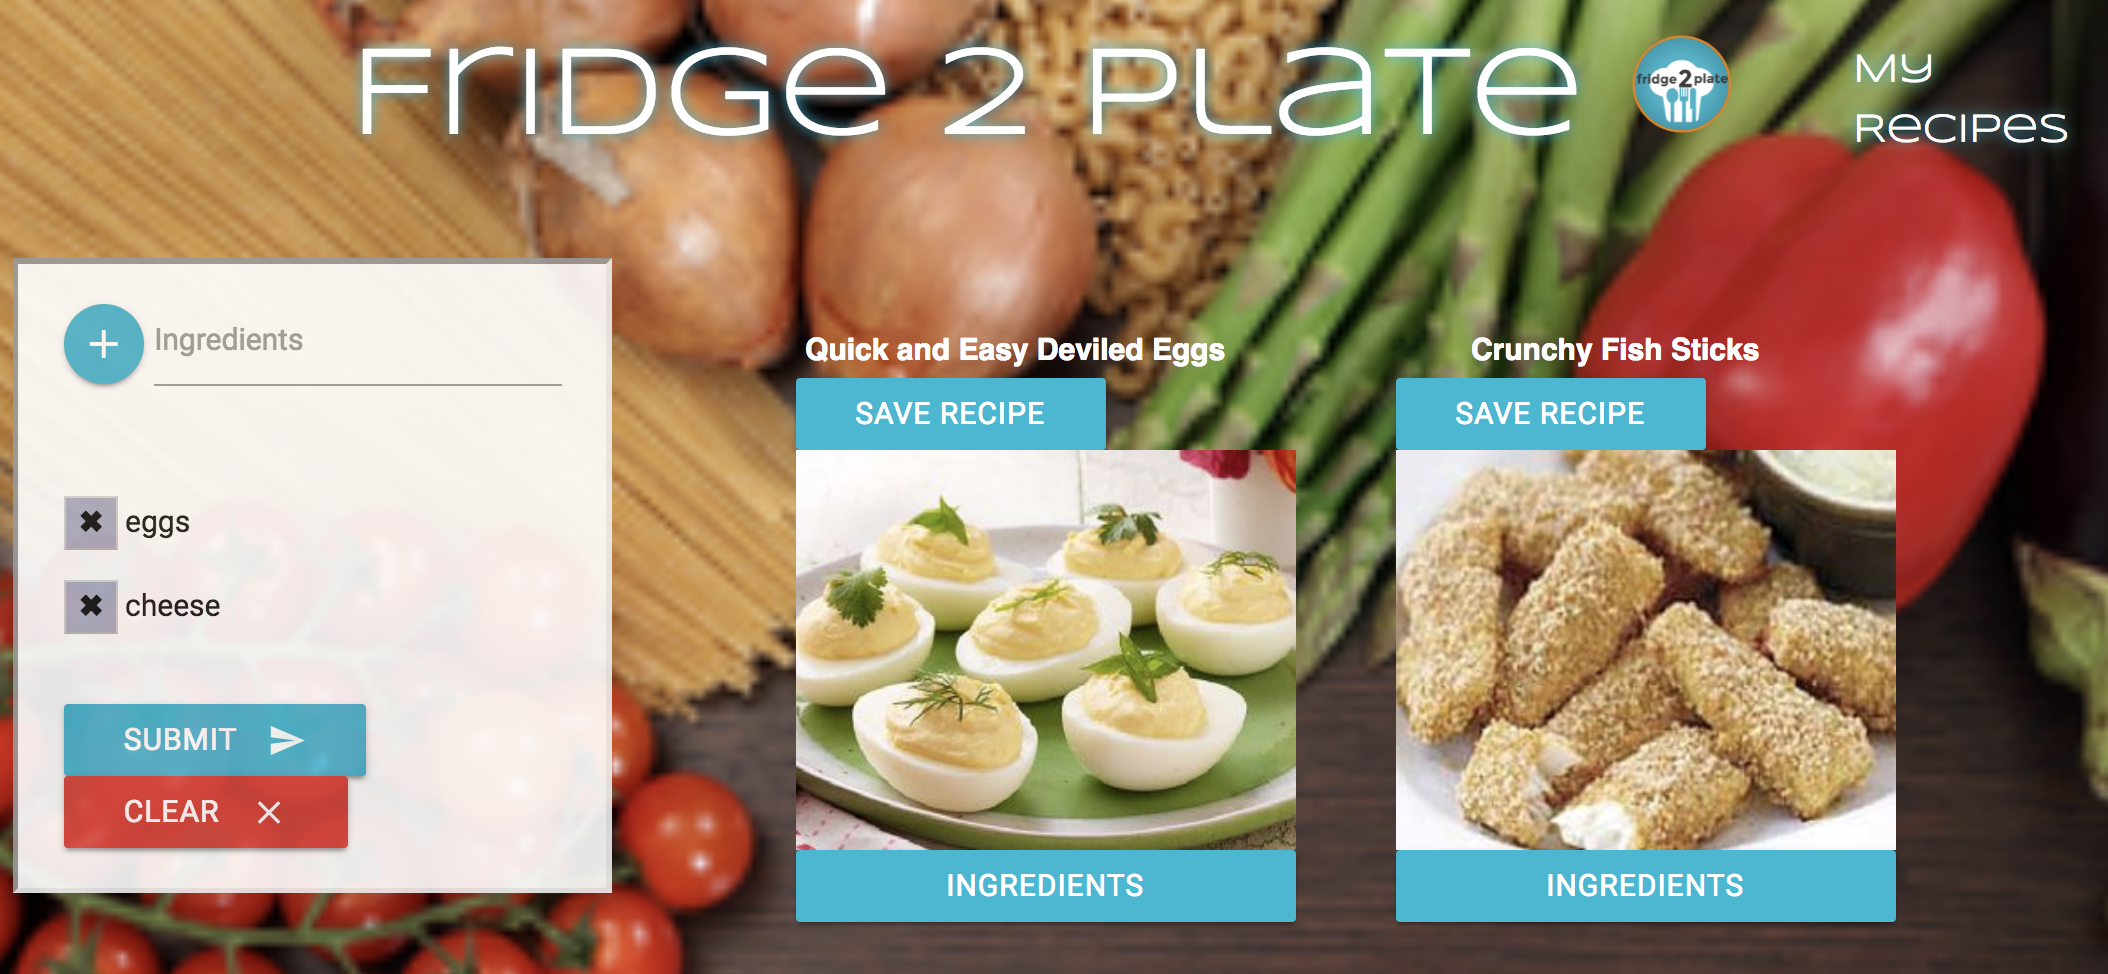 Fridge 2 Plate
fridge2plate
My
Recipes
Ingredients
eggs
cheese
SUBMIT
CLEAR
Quick and Easy Deviled Eggs
SAVE RECIPE
INGREDIENTS
Crunchy Fish Sticks
SAVE RECIPE
INGREDIENTS